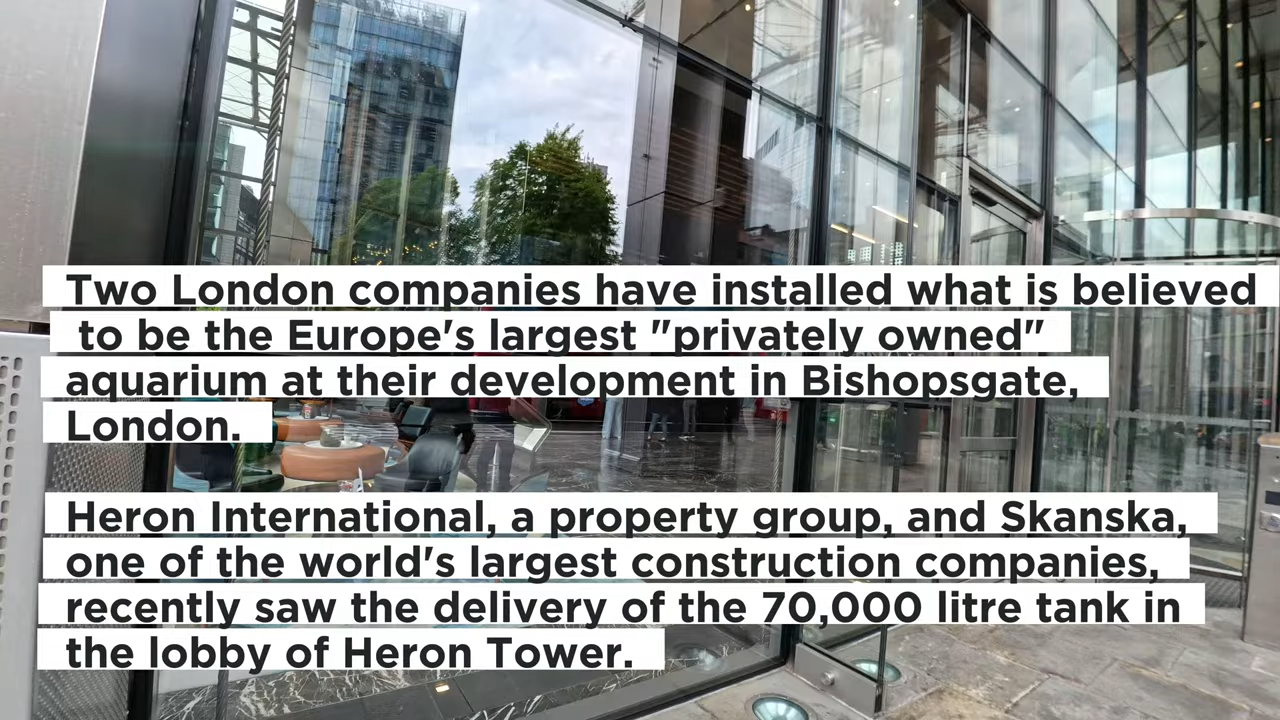 Two London companies have installed what is believed
to be the Europe's largest "privately owned"
aquarium at their development in Bishopsgate,
London.
Heron International, a property group, and Skanska,
one of the world's largest construction companies,
recently saw the delivery of the 70,000 litre tank in
the lobby of Heron Tower.